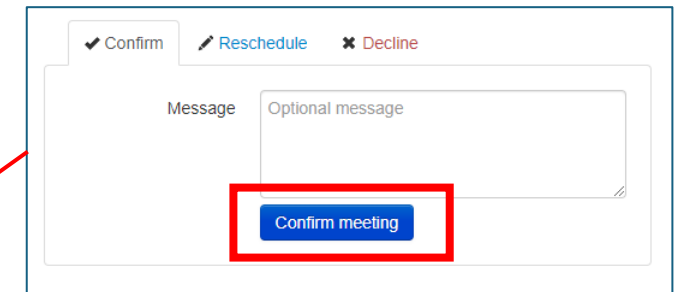 Confirm Reschedule Decline
Message Optional message
Confirm meeting